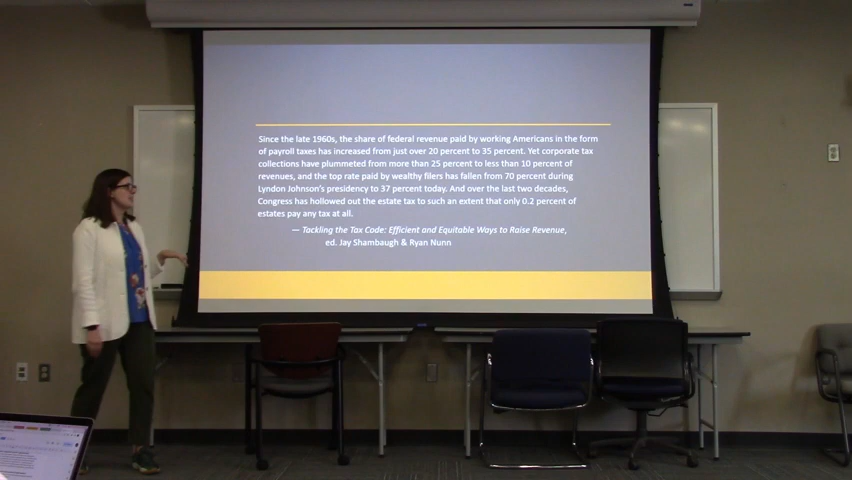 Since the late 1960s, the share of federal revenue paid by working Americans in the form
of payroll taxes has increased from just over 20 percent to 35 percent. Yet corporate tax
collections have plummeted from more than 25 percent to less than 10 percent of
revenues, and the top rate paid by wealthy filers has fallen from 70 percent during
Lyndon Johnson's presidency to 37 percent today. And over the last two decades,
Congress has hollowed out the estate tax to such an extent that only 0.2 percent of
estates pay any tax at all.
— Tackling the Tax Code: Efficient and Equitable Ways to Raise Revenue,
ed. Jay Shambaugh & Ryan Nunn